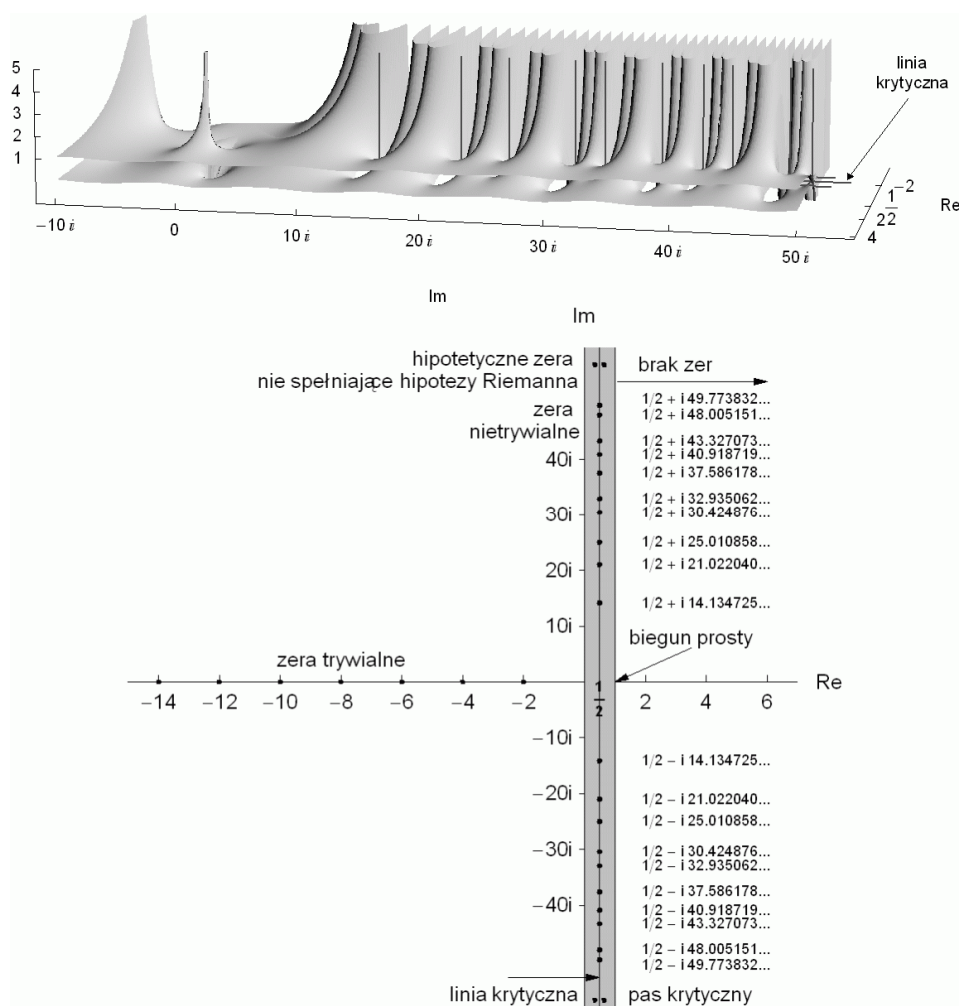 linia
krytyczna
5
4
3
2
1
−10 i
0
10 i
20 i
30 i
40 i
50 i
−2
1
22
4
Re
Im
Im
hipotetyczne zera
nie spełniające hipotezy Riemanna
brak zer
zera
nietrywialne
1/2 + i 49.773832...
1/2 + i 48.005151...
1/2 + i 43.327073...
1/2 + i 40.918719...
1/2 + i 37.586178...
1/2 + i 32.935062...
1/2 + i 30.424876...
1/2 + i 25.010858...
1/2 + i 21.022040...
1/2 + i 14.134725...
40i
30i
20i
10i
biegun prosty
zera trywialne
Re
−14 −12 −10 −8 −6 −4 −2 1 2 4 6
2
−10i
−20i
−30i
−40i
1/2 − i 14.134725...
1/2 − i 21.022040...
1/2 − i 25.010858...
1/2 − i 30.424876...
1/2 − i 32.935062...
1/2 − i 37.586178...
1/2 − i 40.918719...
1/2 − i 43.327073...
1/2 − i 48.005151...
1/2 − i 49.773832...
linia krytyczna
pas krytyczny